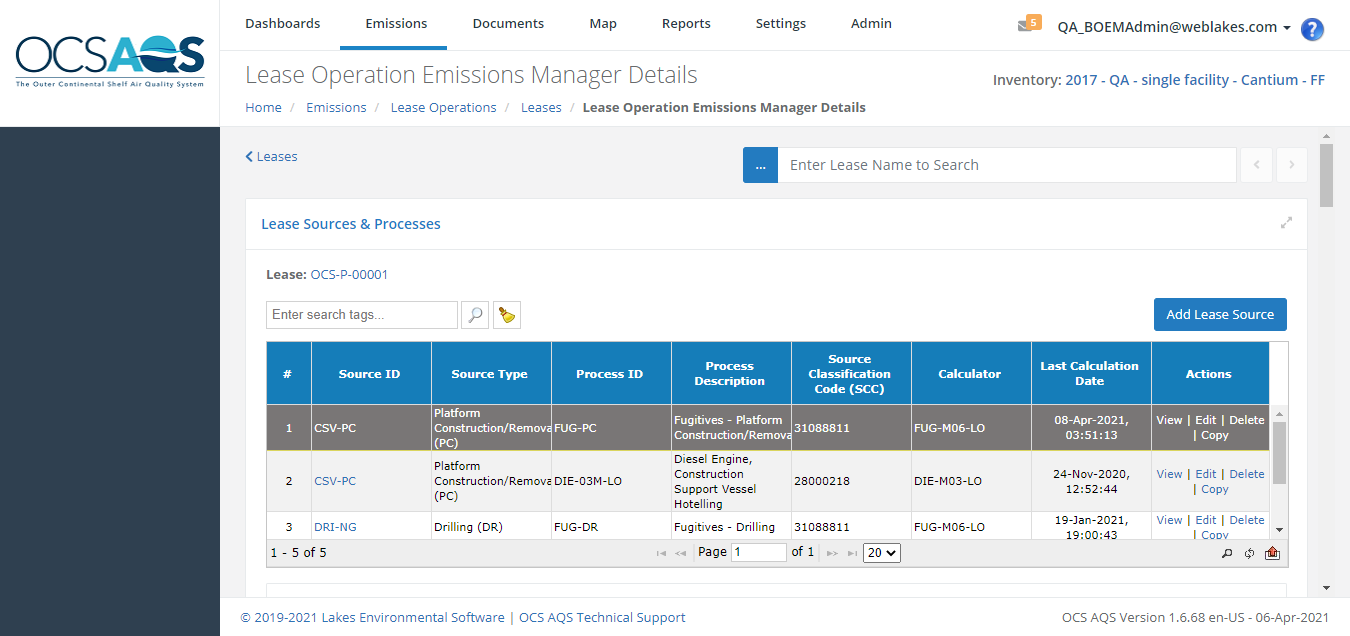 Dashboards Emissions Documents Map Reports Settings Admin 5 QA_BOEMAdmin@weblakes.com ?
OCSAQS
The Outer Continental Shelf Air Quality System
Lease Operation Emissions Manager Details
Inventory: 2017 - QA - single facility - Cantium - FF
Home / Emissions / Lease Operations / Leases / Lease Operation Emissions Manager Details
Leases
... Enter Lease Name to Search
Lease Sources & Processes
Lease: OCS-P-00001
Enter search tags...
Add Lease Source
#
Source ID
Source Type
Process ID
Process
Description
Source
Classification
Code (SCC)
Calculator
Last Calculation
Date
Actions
1
CSV-PC
Platform
Construction/Remova
(PC)
FUG-PC
Fugitives - Platform
Construction/Remova
31088811
FUG-M06-LO
08-Apr-2021,
03:51:13
View | Edit | Delete
| Copy
2
CSV-PC
Platform
Construction/Remova
(PC)
DIE-03M-LO
Diesel Engine,
Construction
Support Vessel
Hotelling
28000218
DIE-M03-LO
24-Nov-2020,
12:52:44
View | Edit | Delete
| Copy
3
DRI-NG
Drilling (DR)
FUG-DR
Fugitives - Drilling
31088811
FUG-M06-LO
19-Jan-2021,
19:00:43
View | Edit | Delete
| Copy
1 - 5 of 5
Page 1 of 1 20
© 2019-2021 Lakes Environmental Software | OCS AQS Technical Support
OCS AQS Version 1.6.68 en-US - 06-Apr-2021